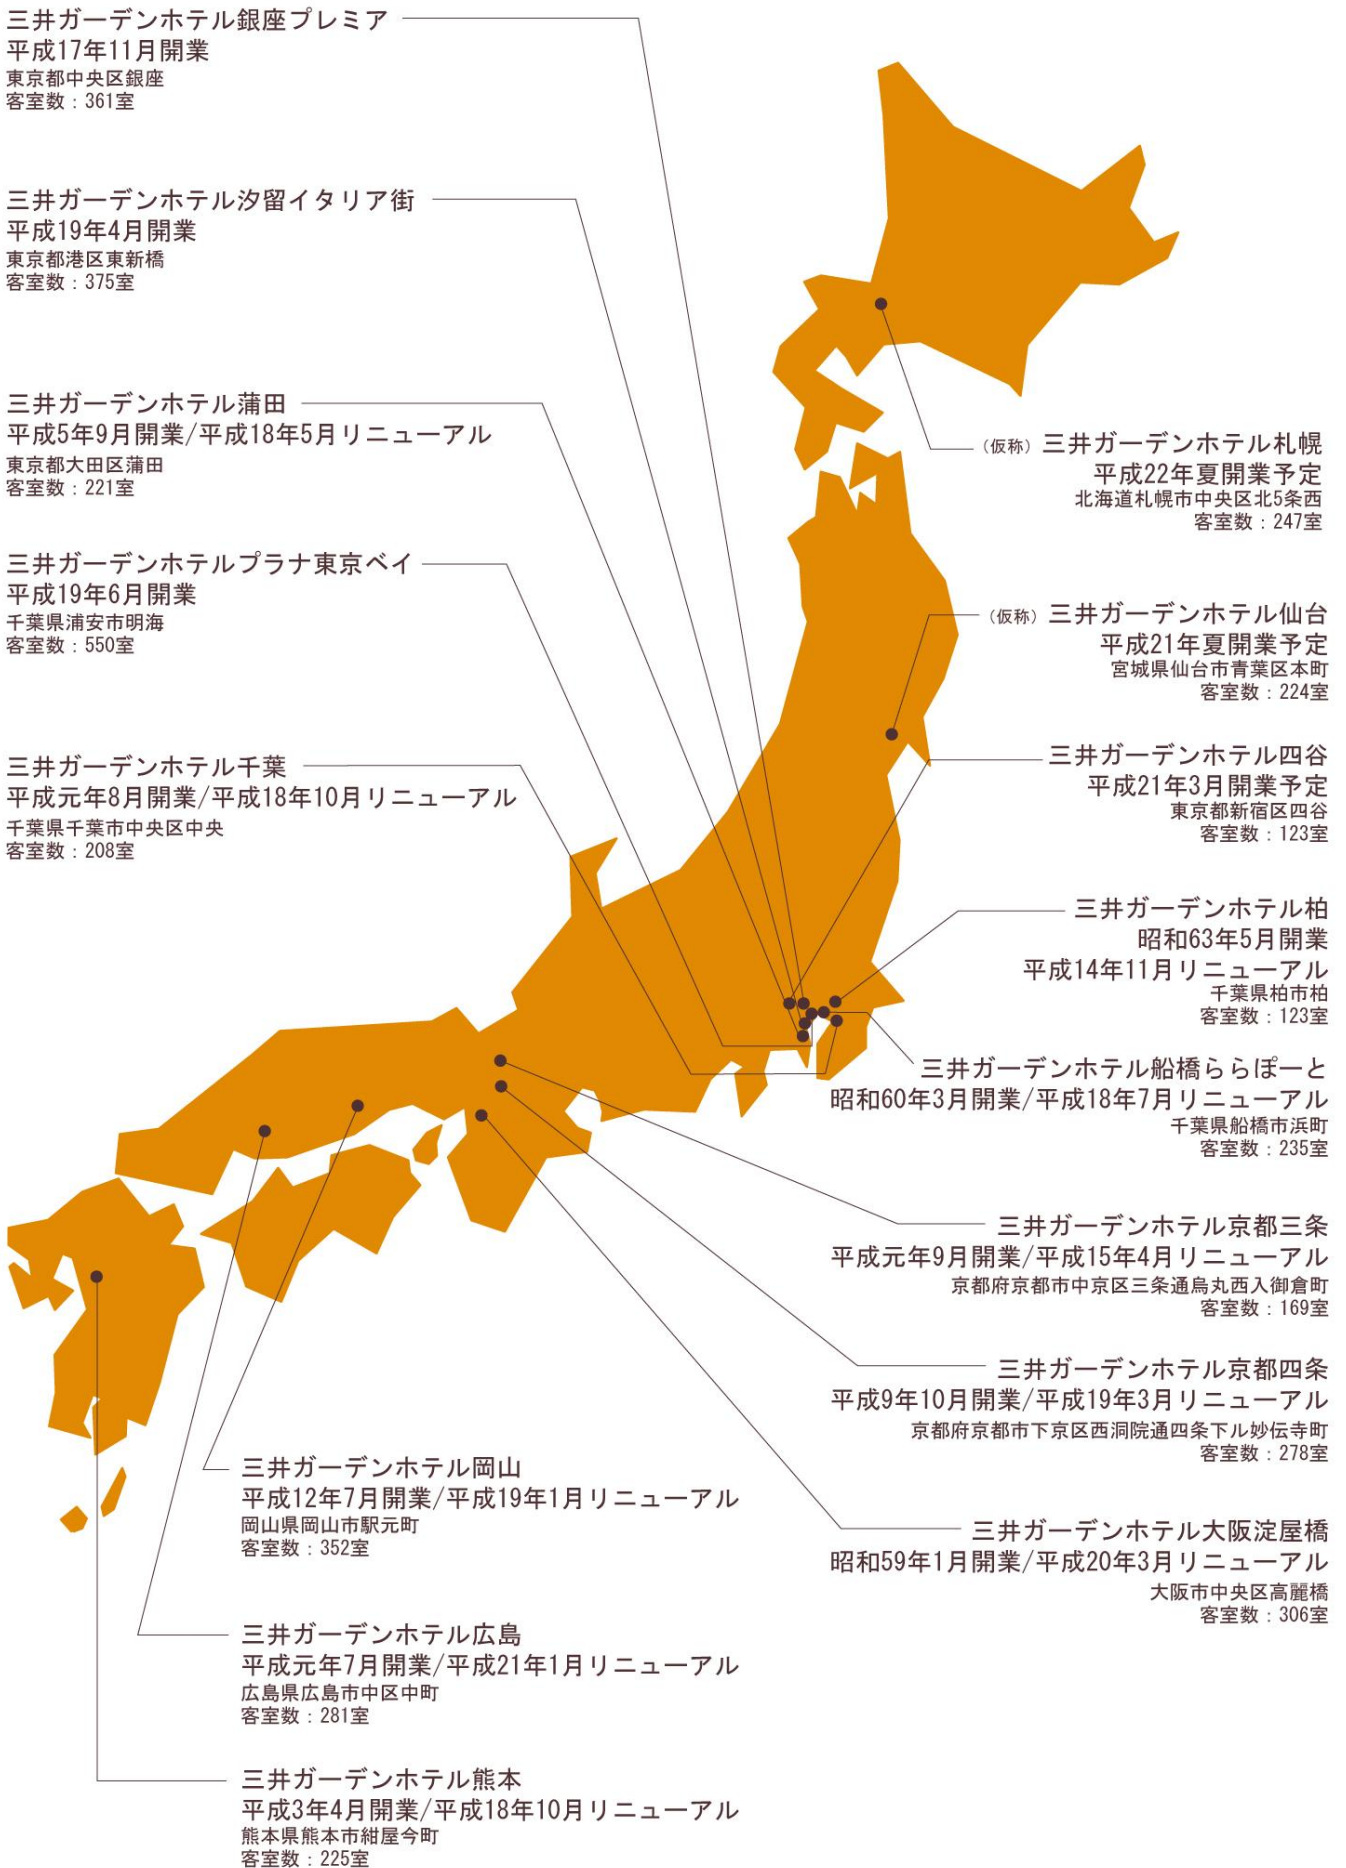 三井ガーデンホテル銀座プレミア
平成17年11月開業
東京都中央区銀座
客室数：361室
三井ガーデンホテル汐留イタリア街
平成19年4月開業
東京都港区東新橋
客室数：375室
三井ガーデンホテル蒲田
平成5年9月開業/平成18年5月リニューアル
東京都大田区蒲田
客室数：221室
三井ガーデンホテルプラナ東京ベイ
平成19年6月開業
千葉県浦安市明海
客室数：550室
三井ガーデンホテル千葉
平成元年8月開業/平成18年10月リニューアル
千葉県千葉市中央区中央
客室数：208室
（仮称）三井ガーデンホテル札幌
平成22年夏開業予定
北海道札幌市中央区北5条西
客室数：247室
（仮称）三井ガーデンホテル仙台
平成21年夏開業予定
宮城県仙台市青葉区本町
客室数：224室
三井ガーデンホテル四谷
平成21年3月開業予定
東京都新宿区四谷
客室数：123室
三井ガーデンホテル柏
昭和63年5月開業
平成14年11月リニューアル
千葉県柏市柏
客室数：123室
三井ガーデンホテル船橋ららぽーと
昭和60年3月開業/平成18年7月リニューアル
千葉県船橋市浜町
客室数：235室
三井ガーデンホテル京都三条
平成元年9月開業/平成15年4月リニューアル
京都府京都市中京区三条通烏丸西入御倉町
客室数：169室
三井ガーデンホテル京都四条
平成9年10月開業/平成19年3月リニューアル
京都府京都市下京区西洞院通四条下ル妙伝寺町
客室数：278室
三井ガーデンホテル大阪淀屋橋
昭和59年1月開業/平成20年3月リニューアル
大阪市中央区高麗橋
客室数：306室
三井ガーデンホテル岡山
平成12年7月開業/平成19年1月リニューアル
岡山県岡山市駅元町
客室数：352室
三井ガーデンホテル広島
平成元年7月開業/平成21年1月リニューアル
広島県広島市中区中町
客室数：281室
三井ガーデンホテル熊本
平成3年4月開業/平成18年10月リニューアル
熊本県熊本市紺屋今町
客室数：225室